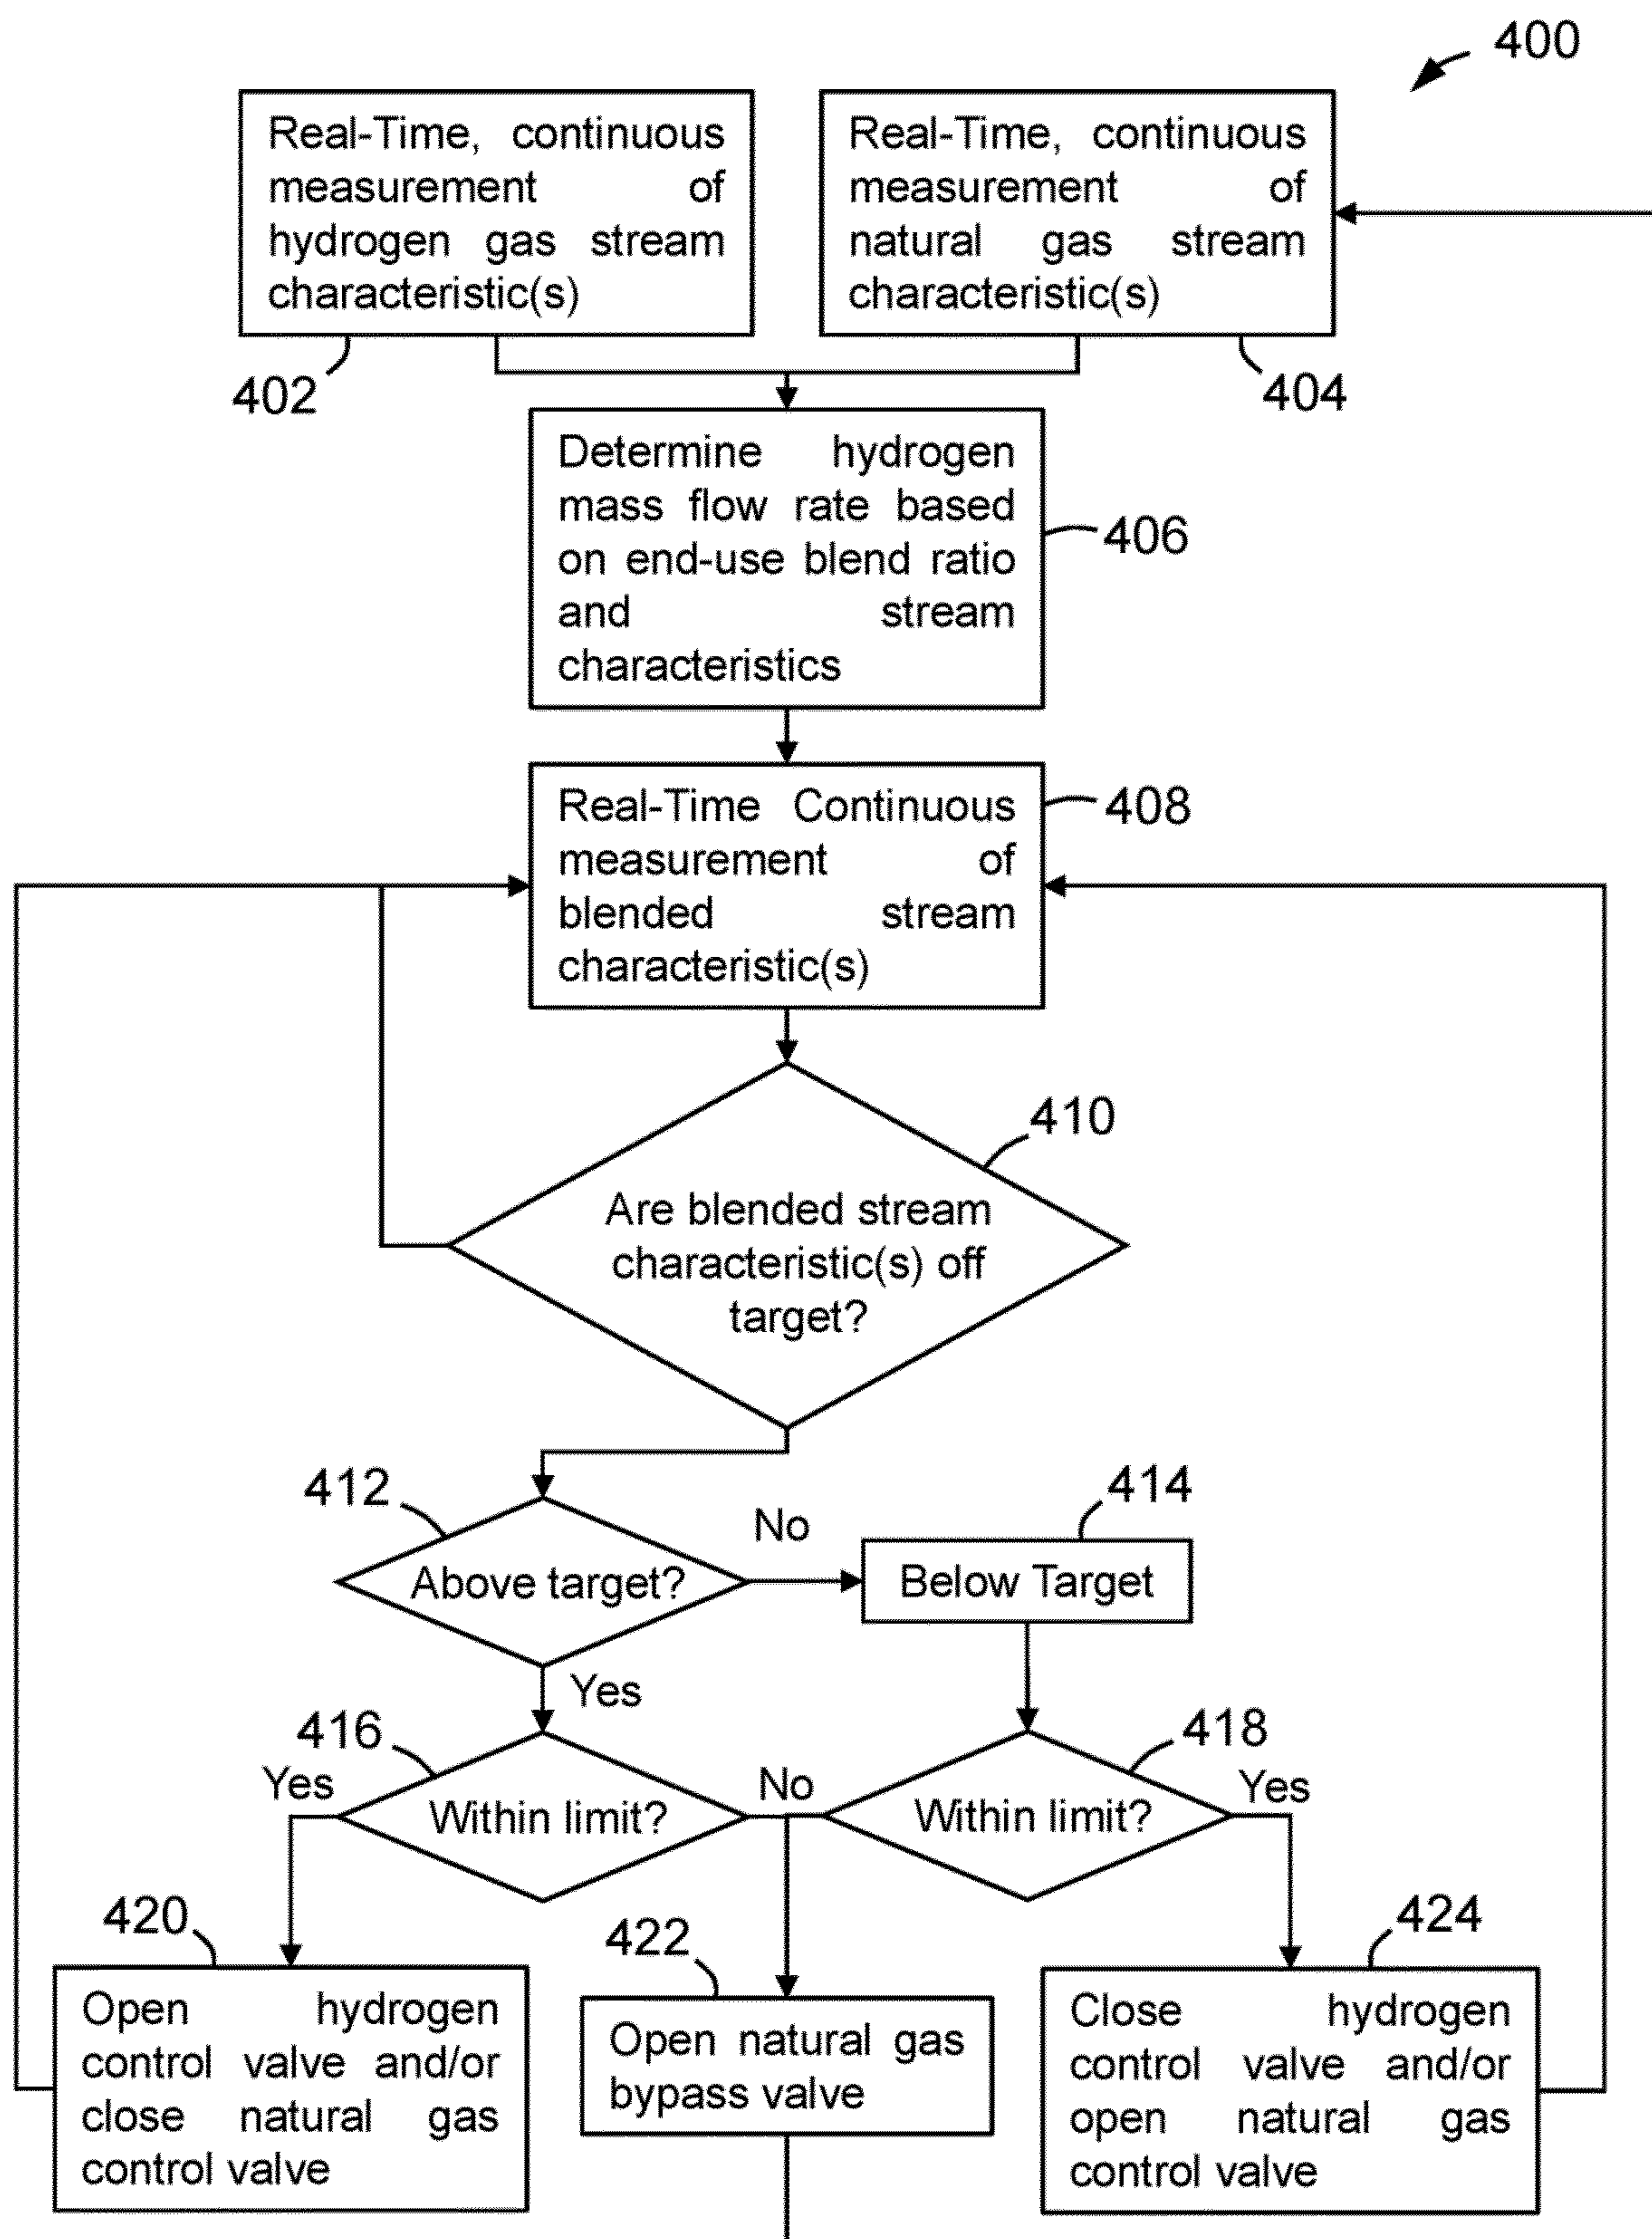 400
Real-Time, continuous
measurement of
hydrogen gas stream
characteristic(s)
Real-Time, continuous
measurement of
natural gas stream
characteristic(s)
402
404
Determine hydrogen
mass flow rate based
on end-use blend ratio
and stream
characteristics
406
Real-Time Continuous
measurement of
blended stream
characteristic(s)
408
410
Are blended stream
characteristic(s) off
target?
412
Above target?
No
414
Below Target
Yes
416
Yes
Within limit?
No
418
Within limit?
Yes
420
Open hydrogen
control valve and/or
close natural gas
control valve
422
Open natural gas
bypass valve
424
Close hydrogen
control valve and/or
open natural gas
control valve